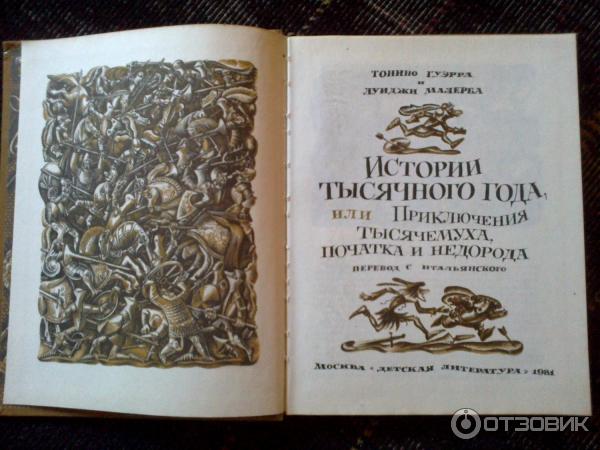 ТОНИНО ГУЭРРА
И
ЛУИДЖИ МАЛЕРБА
ИСТОРИИ
ТЫСЯЧНОГО ГОДА,
ИЛИ ПРИКЛЮЧЕНИЯ
ТЫСЯЧЕМУХА,
ПОЧАТКА И НЕДОРОДА
ПЕРЕВОД С ИТАЛЬЯНСКОГО
МОСКВА «ДЕТСКАЯ ЛИТЕРАТУРА» 1981
ОТЗОВИК